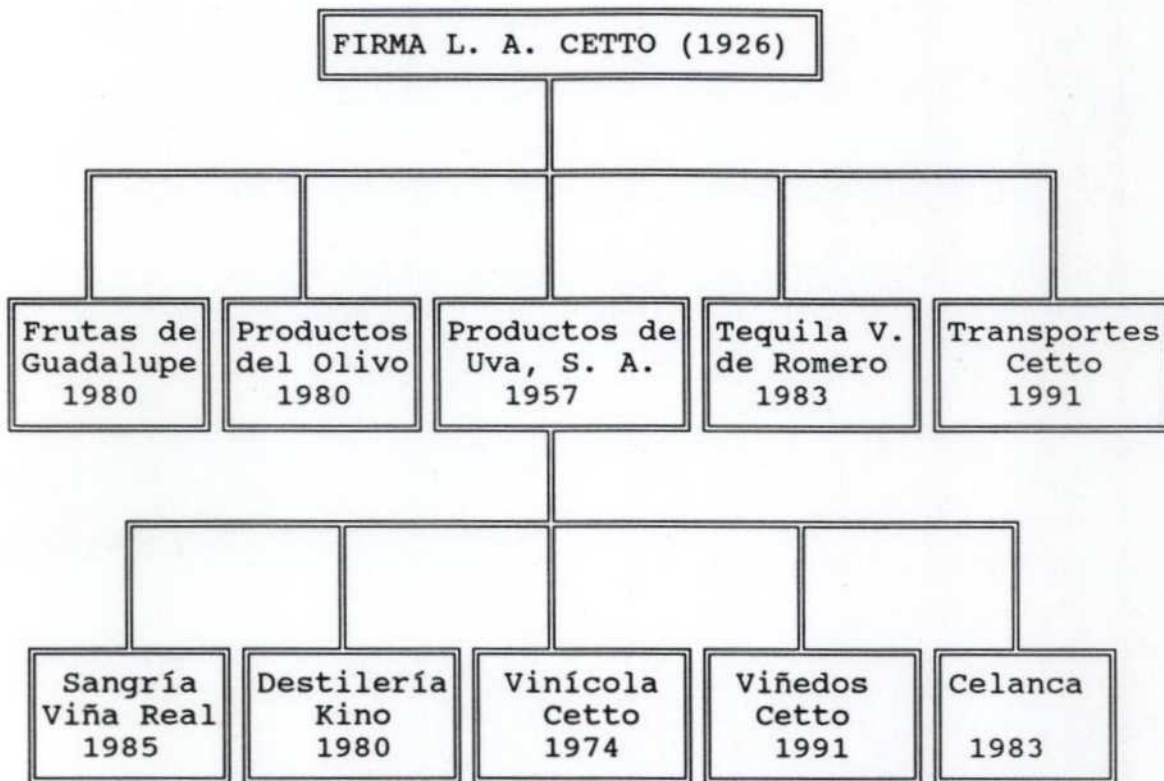 FIRMA L. A. CETTO (1926)
Frutas de
Guadalupe
1980
Productos
del Olivo
1980
Productos de
Uva, S. A.
1957
Tequila V.
de Romero
1983
Transportes
Cetto
1991
Sangría
Viña Real
1985
Destilería
Kino
1980
Vinícola
Cetto
1974
Viñedos
Cetto
1991
Celanca
1983